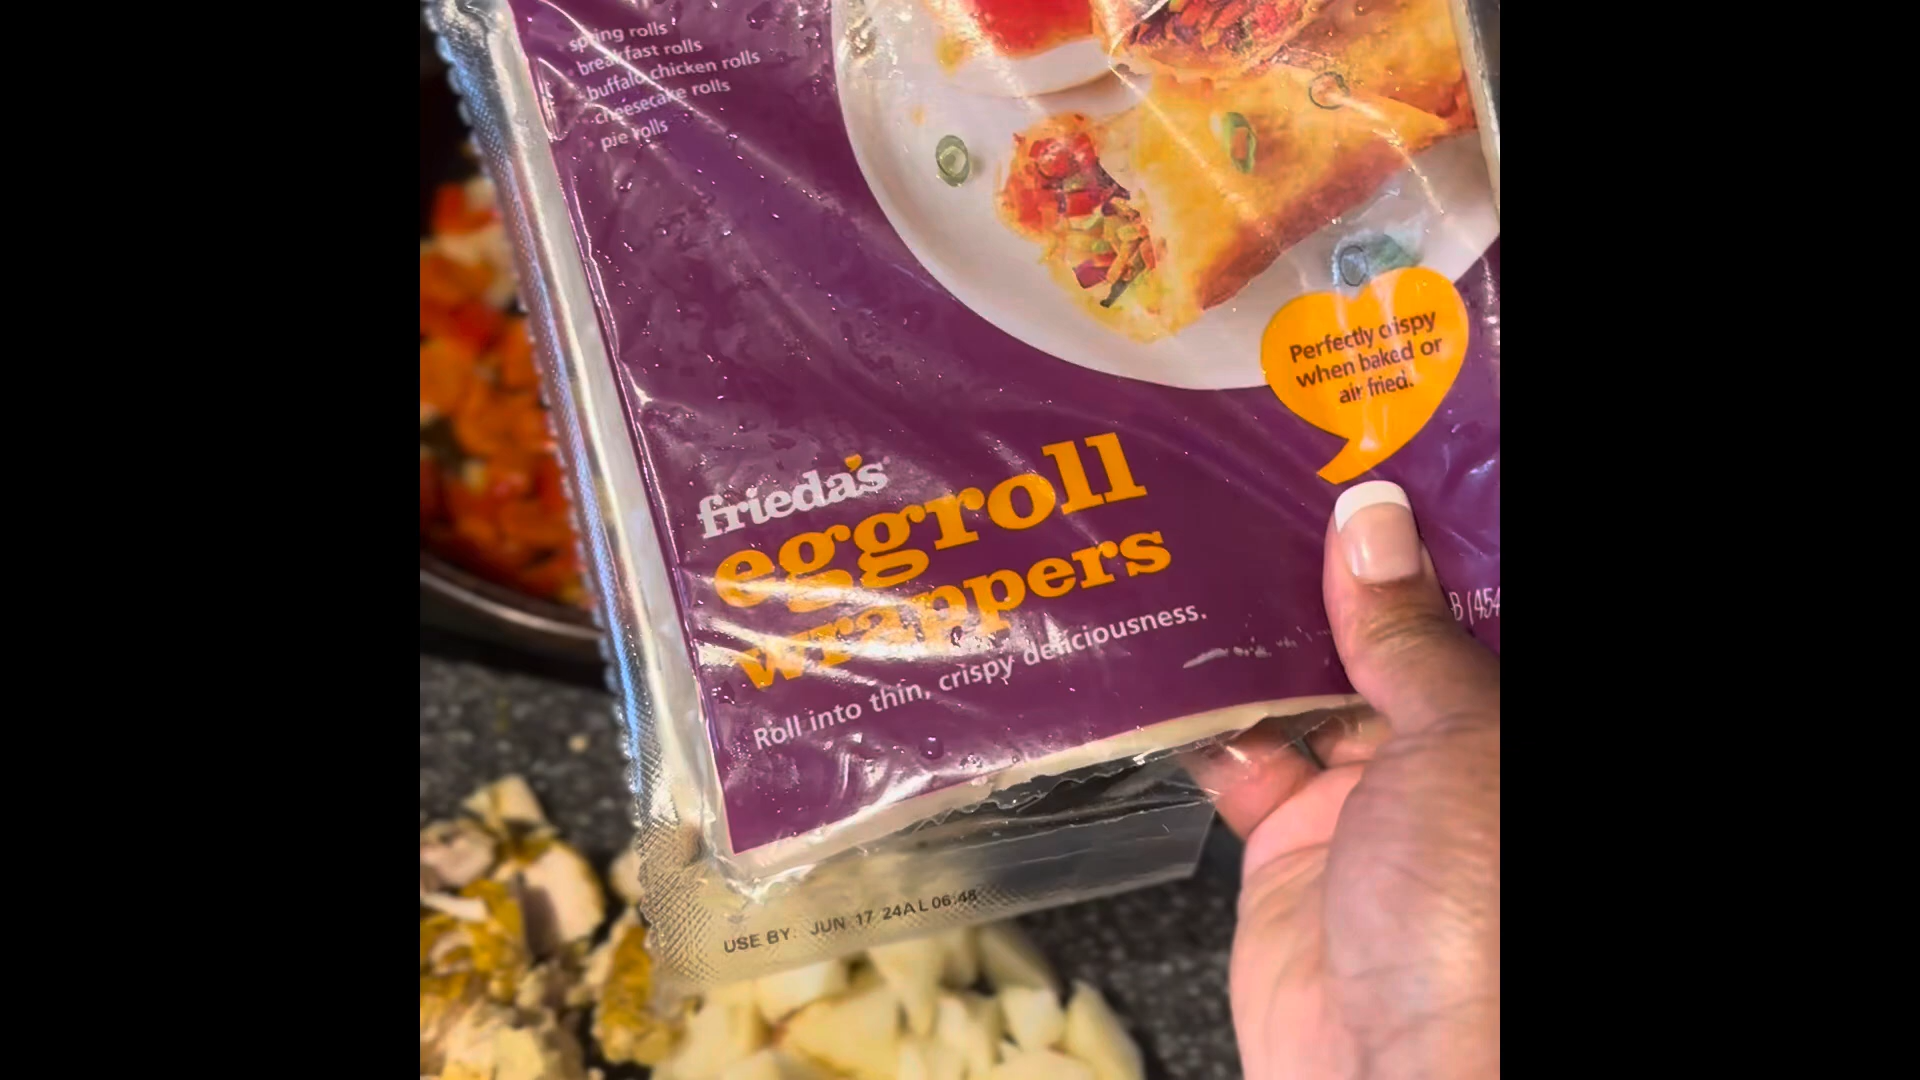 spring rolls
breakfast rolls
buffalo chicken rolls
cheesecake rolls
pie rolls
Perfectly crispy
when baked or
air fried.
frieda's
eggroll
wrappers
Roll into thin, crispy deliciousness.
B (454
USE BY: JUN 17 24A L 06:48